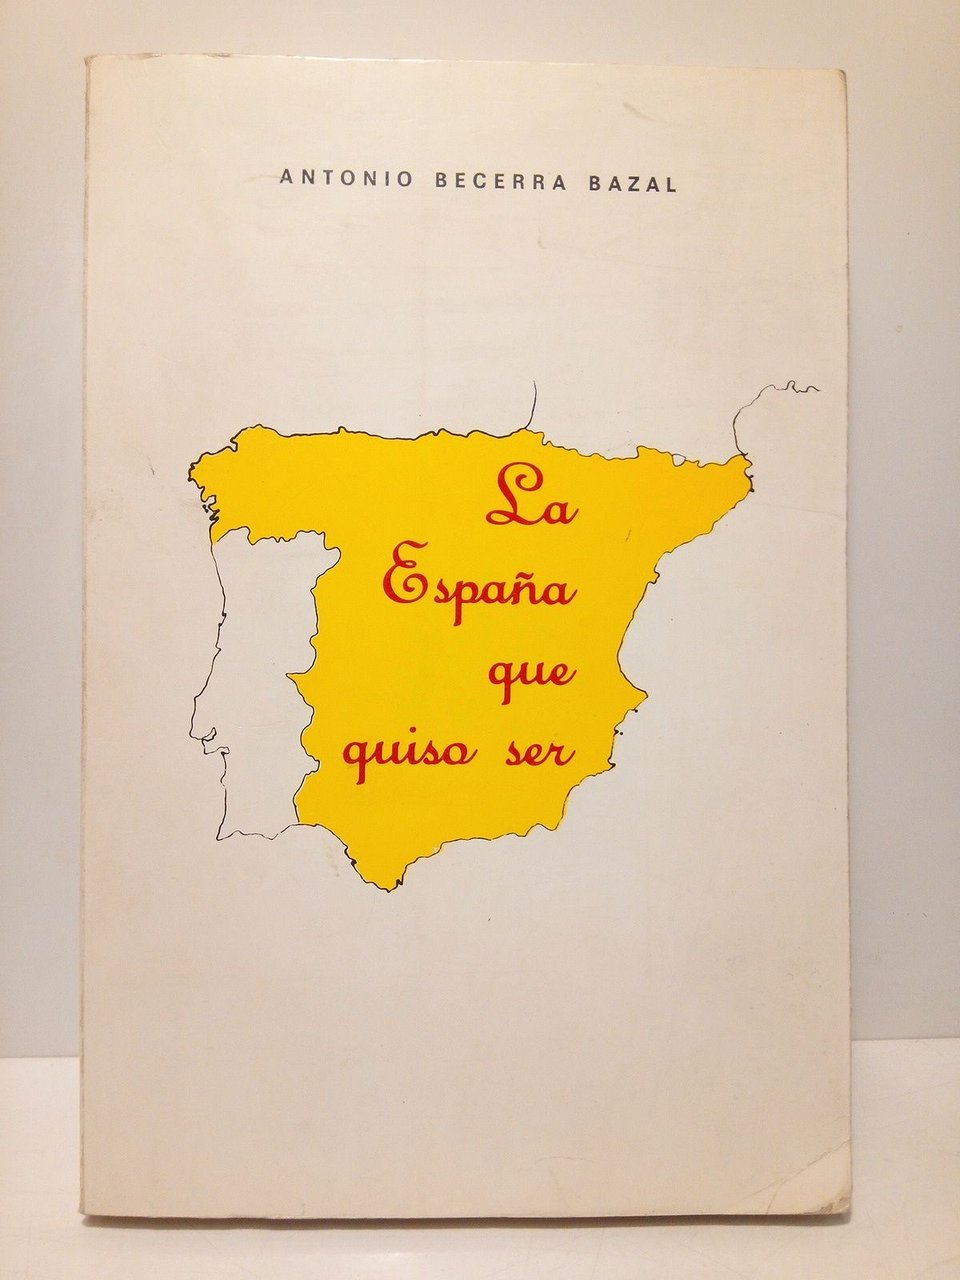 ANTONIO BECERRA BAZAL
La
España
que
quiso ser